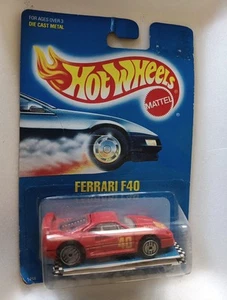 FOR AGES OVER 3
DIE CAST METAL
Hot Wheels
MATTEL
FERRARI F40
40